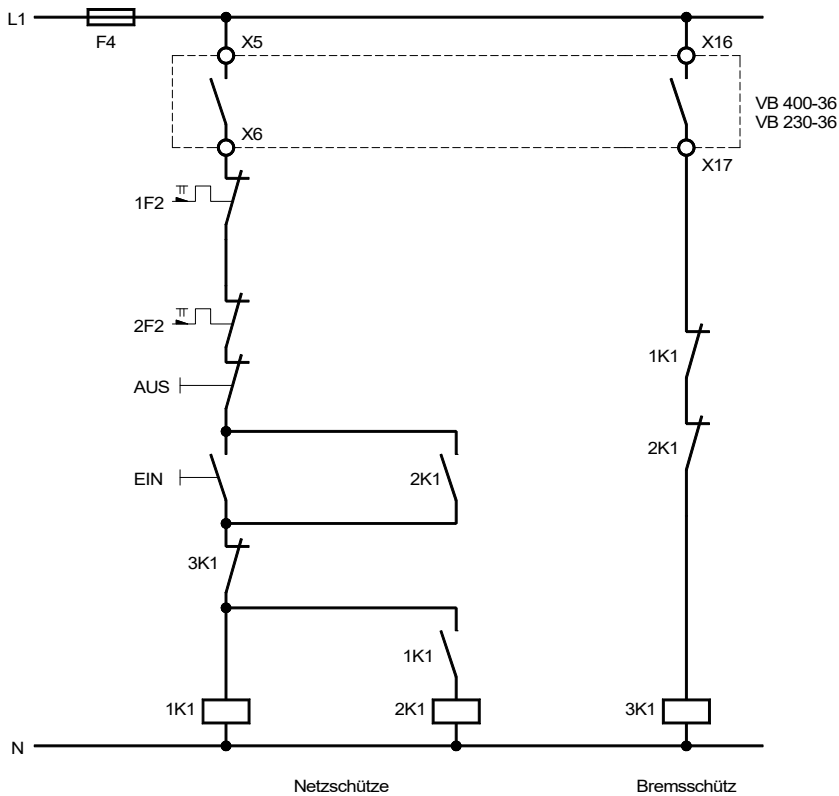 L1
F4
X5
X16
VB 400-36
VB 230-36
X6
X17
1F2
2F2
1K1
AUS
2K1
EIN
2K1
3K1
1K1
1K1
2K1
3K1
N
Netzschütze
Bremsschütz